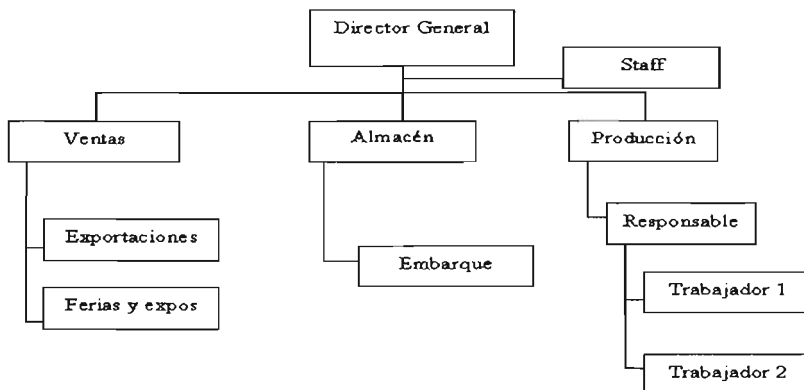 Director General
Staff
Ventas
Almacén
Producción
Exportaciones
Embarque
Responsable
Ferias y expos
Trabajador 1
Trabajador 2